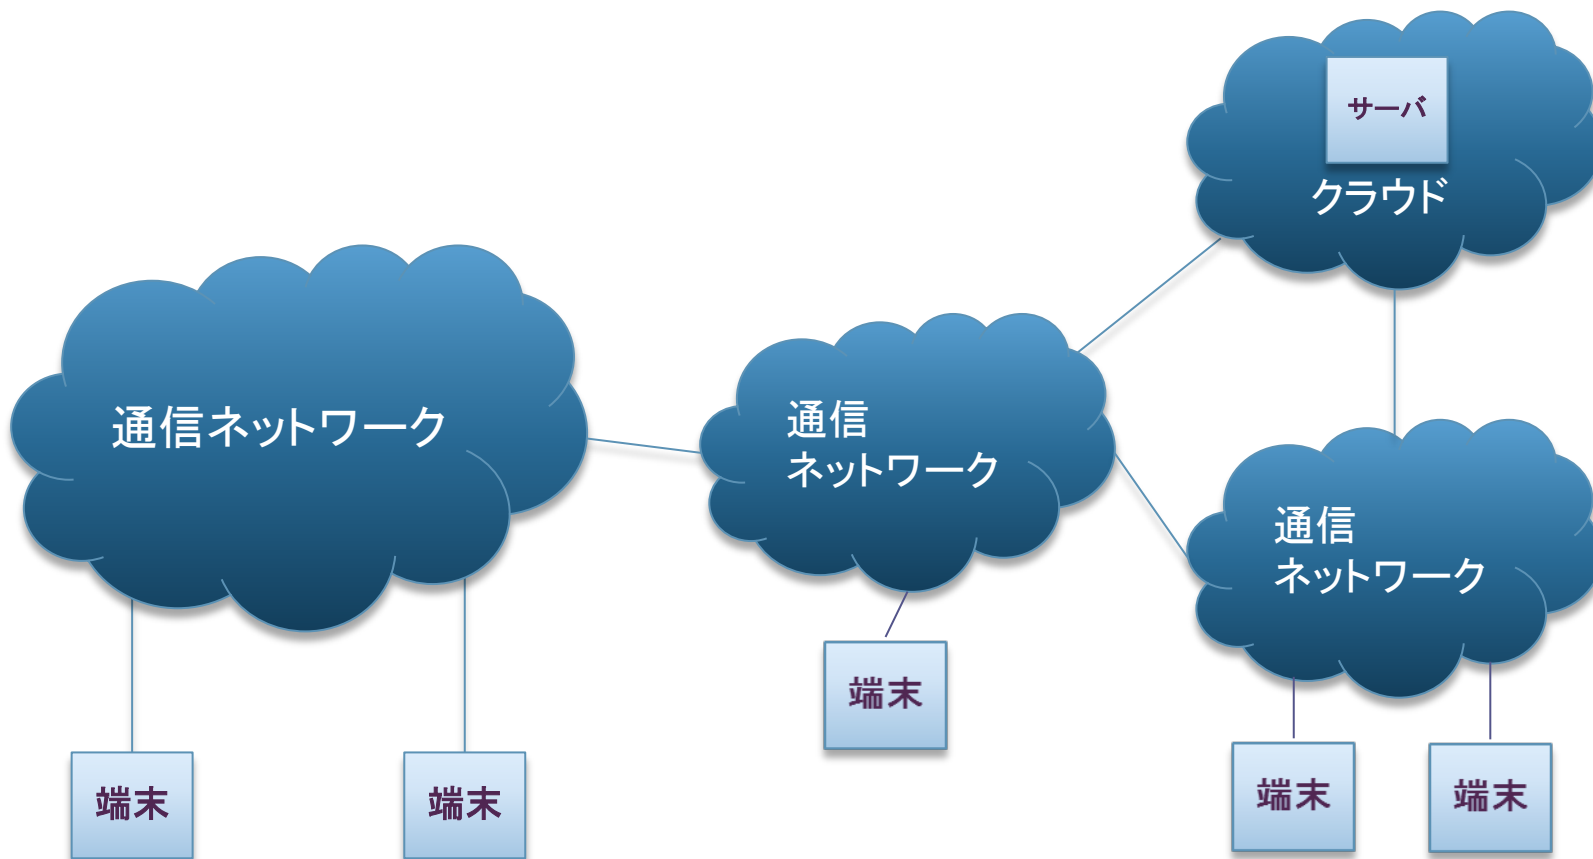 サーバ
クラウド
通信ネットワーク
通信
ネットワーク
通信
ネットワーク
端末
端末
端末
端末
端末